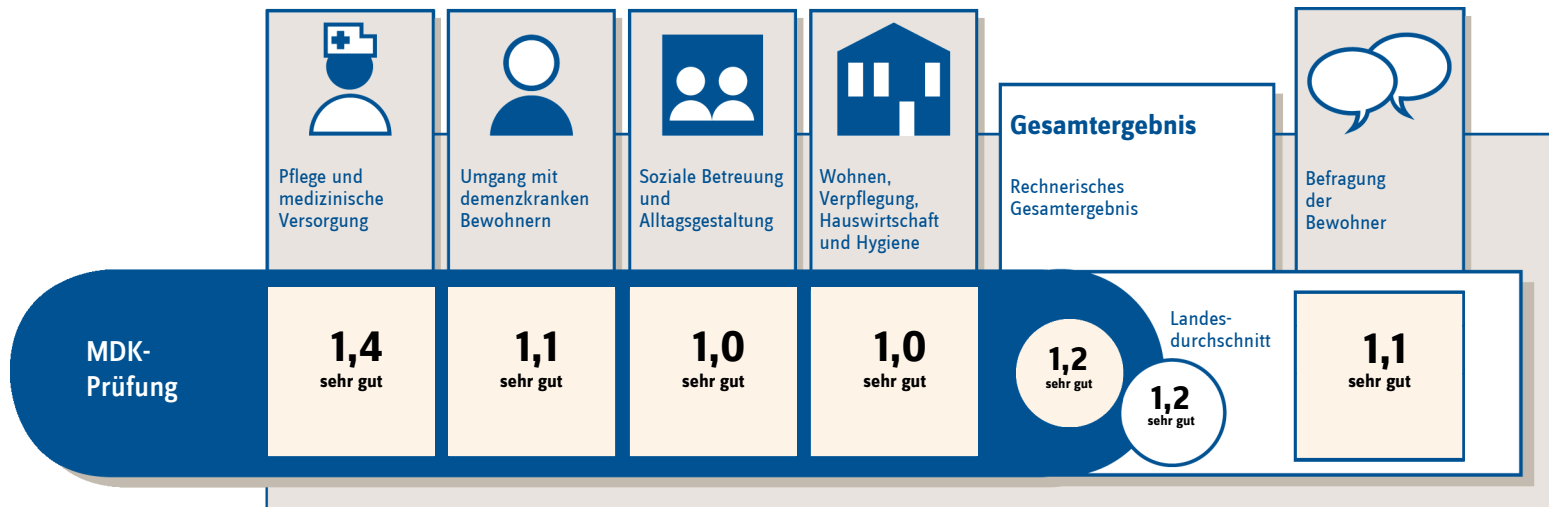 Pflege und
medizinische
Versorgung
Umgang mit
demenzkranken
Bewohnern
Soziale Betreuung
und
Alltagsgestaltung
Wohnen,
Verpflegung,
Hauswirtschaft
und Hygiene
Gesamtergebnis
Rechnerisches
Gesamtergebnis
Befragung
der
Bewohner
MDK-
Prüfung
1,4
sehr gut
1,1
sehr gut
1,0
sehr gut
1,0
sehr gut
1,2
sehr gut
Landes-
durchschnitt
1,2
sehr gut
1,1
sehr gut